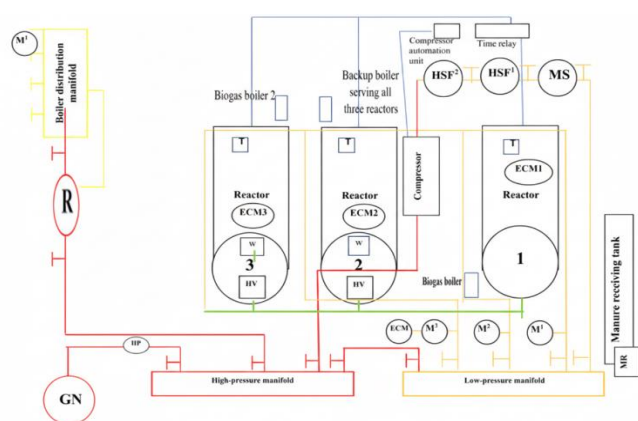 M¹
Boiler distribution
manifold
R
HP
GN
High-pressure manifold
Low-pressure manifold
Compressor
automation
unit
Time relay
HSF²
HSF¹
MS
Biogas boiler 2
Backup boiler
serving all
three reactors
T
Reactor
ECM3
W
3
HV
T
Reactor
ECM2
W
2
HV
Compressor
T
Reactor
ECM1
1
Biogas boiler
ECM
M³
M²
M¹
Manure receiving tank
MR